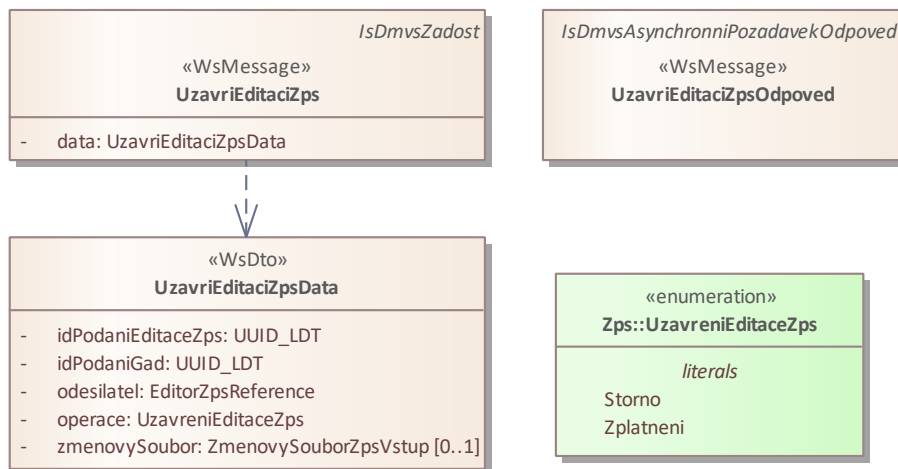 IsDmvsZadost
«WsMessage»
UzavriEditaciZps
- data: UzavriEditaciZpsData
IsDmvsAsynchronniPozadavekOdpoved
«WsMessage»
UzavriEditaciZpsOdpoved
«WsDto»
UzavriEditaciZpsData
- idPodaniEditaceZps: UUID_LDT
- idPodaniGad: UUID_LDT
- odesilatel: EditorZpsReference
- operace: UzavreniEditaceZps
- zmenovySoubor: ZmenovySouborZpsVstup [0..1]
«enumeration»
Zps::UzavreniEditaceZps
literals
Storno
Zplatneni